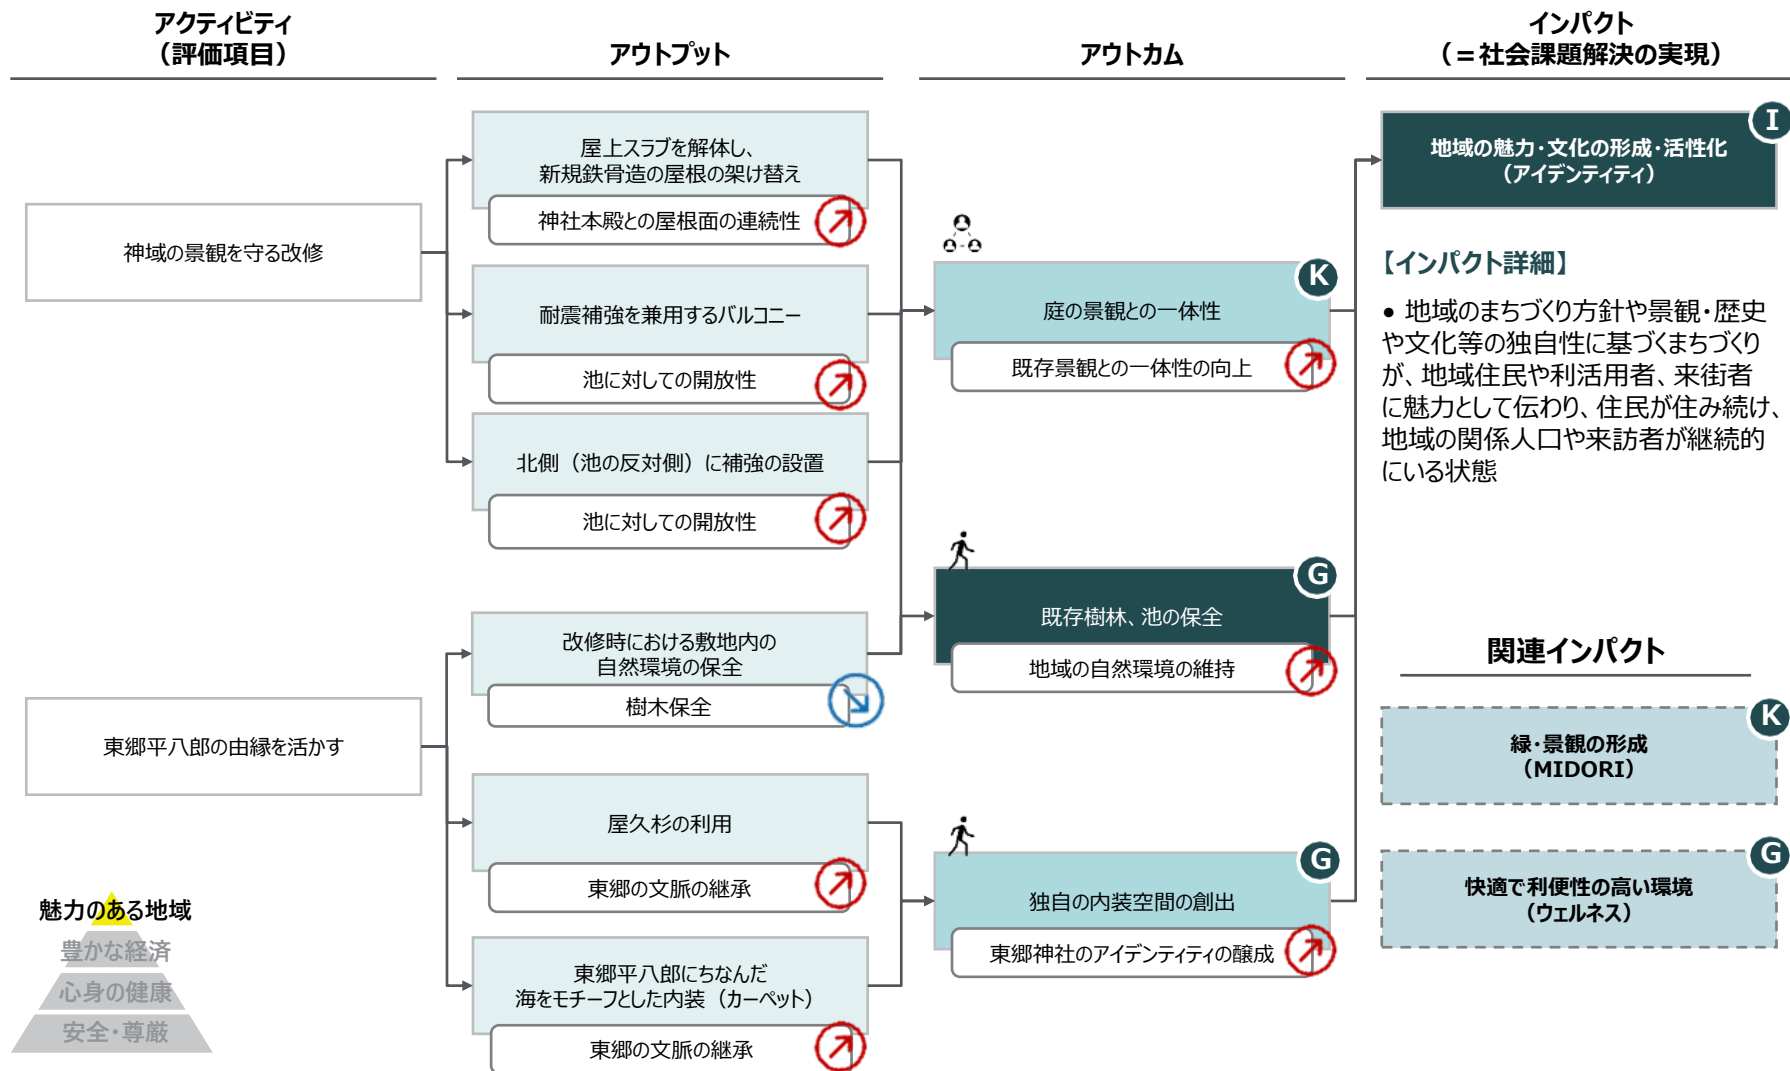 アクティビティ
（評価項目）
アウトプット
アウトカム
インパクト
（＝社会課題解決の実現）
神域の景観を守る改修
東郷平八郎の由縁を活かす
屋上スラブを解体し、
新規鉄骨造の屋根の架け替え
神社本殿との屋根面の連続性
耐震補強を兼用するバルコニー
池に対しての開放性
北側（池の反対側）に補強の設置
池に対しての開放性
改修時における敷地内の
自然環境の保全
樹木保全
屋久杉の利用
東郷の文脈の継承
東郷平八郎にちなんだ
海をモチーフとした内装（カーペット）
東郷の文脈の継承
K
庭の景観との一体性
既存景観との一体性の向上
G
既存樹林、池の保全
地域の自然環境の維持
G
独自の内装空間の創出
東郷神社のアイデンティティの醸成
I
地域の魅力・文化の形成・活性化
（アイデンティティ）
【インパクト詳細】
• 地域のまちづくり方針や景観・歴史
や文化等の独自性に基づくまちづくり
が、地域住民や利活用者、来街者
に魅力として伝わり、住民が住み続け、
地域の関係人口や来訪者が継続的
にいる状態
関連インパクト
K
緑・景観の形成
（MIDORI）
G
快適で利便性の高い環境
（ウェルネス）
魅力のある地域
豊かな経済
心身の健康
安全・尊厳